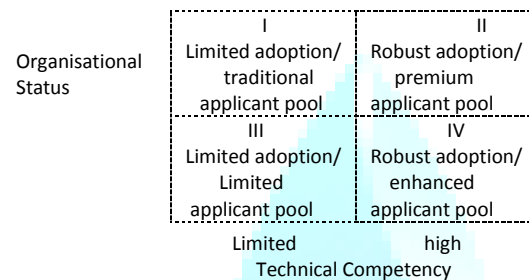 Organisational
Status
I
Limited adoption/
traditional
applicant pool
II
Robust adoption/
premium
applicant pool
III
Limited adoption/
Limited
applicant pool
IV
Robust adoption/
enhanced
applicant pool
Limited high
Technical Competency